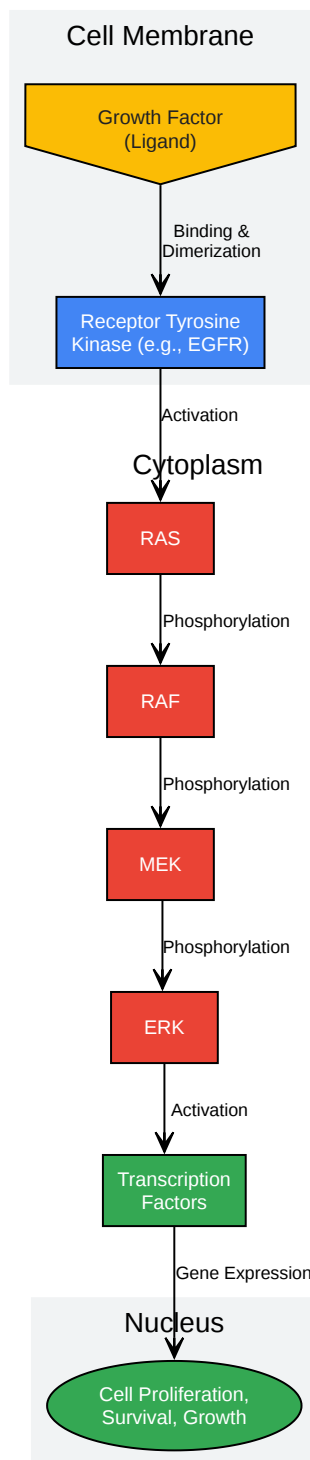 Cell Membrane
Growth Factor
(Ligand)
Binding &
Dimerization
Receptor Tyrosine
Kinase (e.g., EGFR)
Activation
Cytoplasm
RAS
Phosphorylation
RAF
Phosphorylation
MEK
Phosphorylation
ERK
Activation
Transcription
Factors
Gene Expression
Nucleus
Cell Proliferation,
Survival, Growth